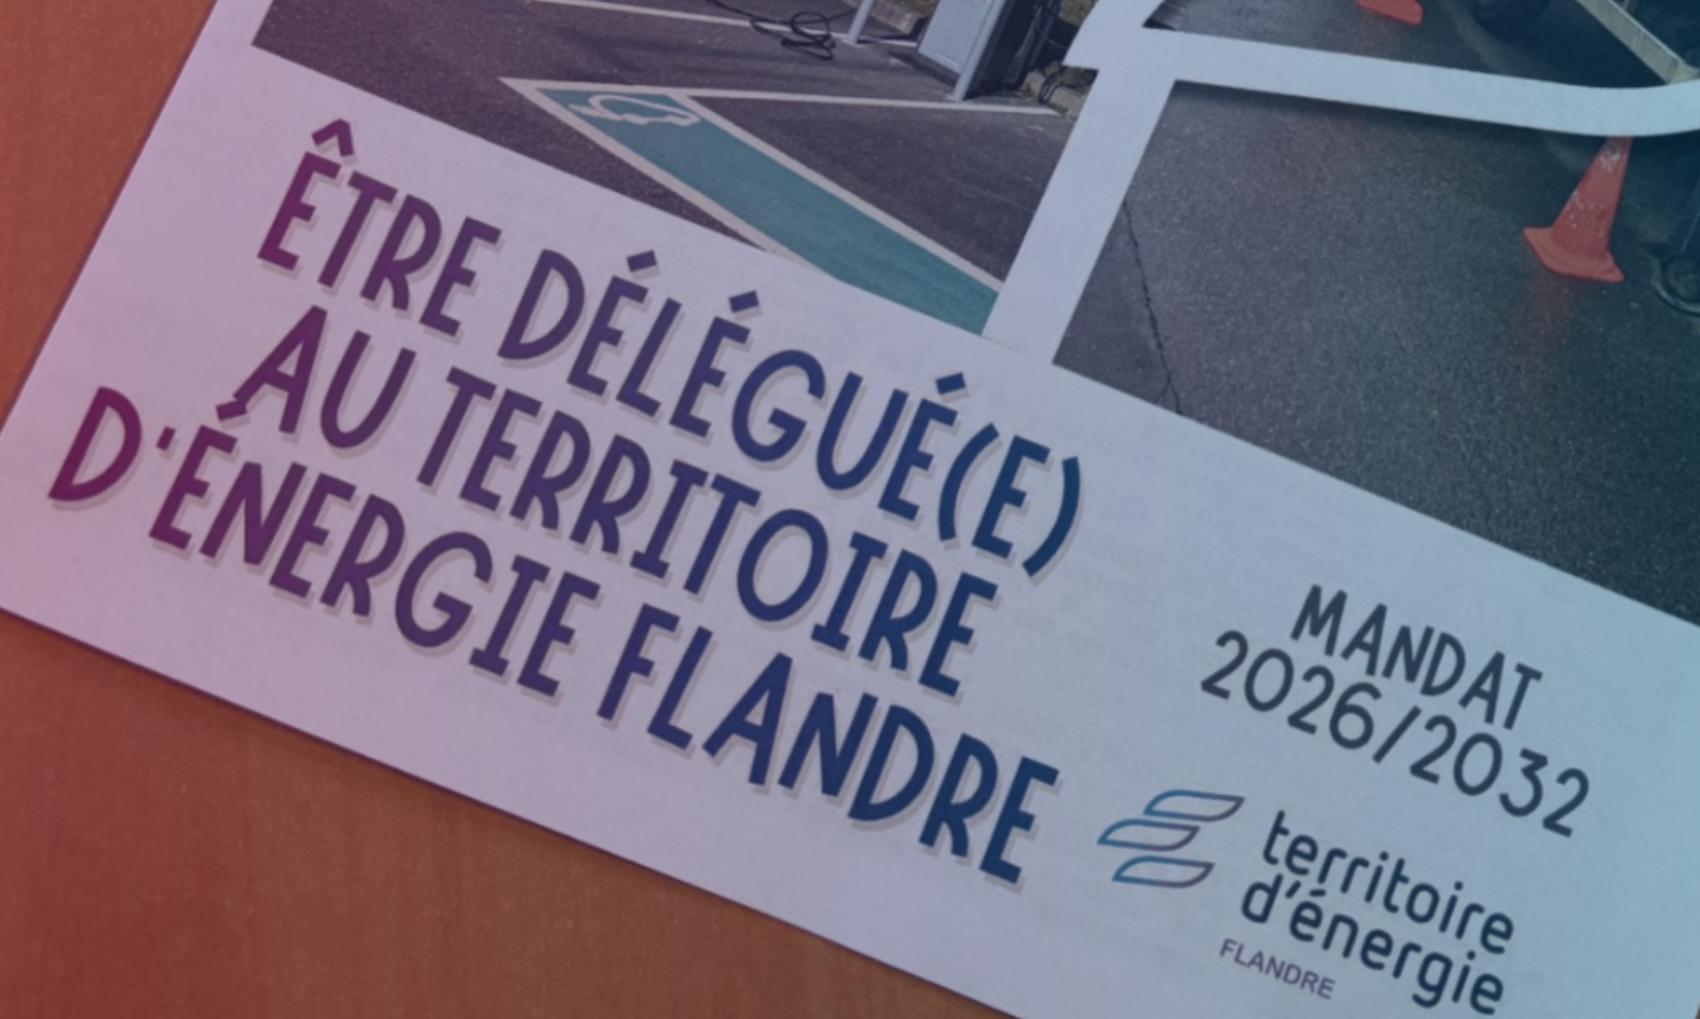 ÊTRE DÉLÉGUÉ(E)
AU TERRITOIRE
D'ÉNERGIE FLANDRE
MANDAT
2026/2032
territoire
d'énergie
FLANDRE